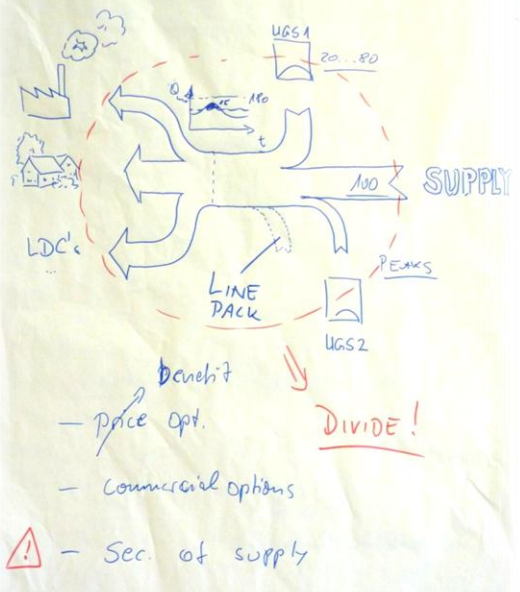 UGS1
20...80
Q
180
t
100
SUPPLY
LDC's
...
PEAKS
LINE
PACK
UGS2
benefit
– price opt.
DIVIDE!
– commercial options
! – Sec. of supply